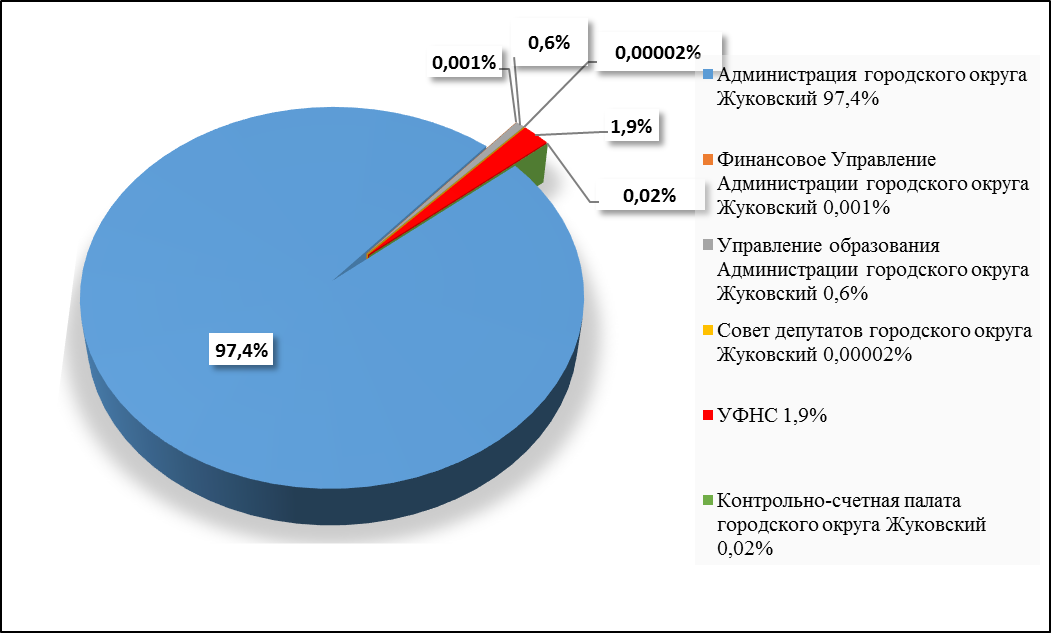 0,001%
0,6%
0,00002%
1,9%
0,02%
97,4%
Администрация городского округа
Жуковский 97,4%
Финансовое Управление
Администрации городского округа
Жуковский 0,001%
Управление образования
Администрации городского округа
Жуковский 0,6%
Совет депутатов городского округа
Жуковский 0,00002%
УФНС 1,9%
Контрольно-счетная палата
городского округа Жуковский
0,02%